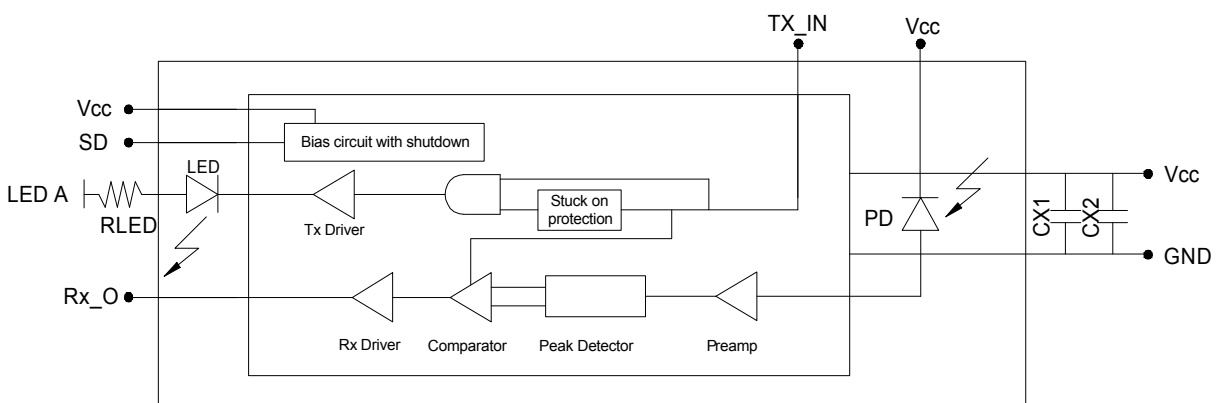 TX_IN
Vcc
Vcc
SD
Bias circuit with shutdown
LED A
RLED
LED
Tx Driver
Stuck on
protection
PD
CX1
CX2
Vcc
GND
Rx_O
Rx Driver
Comparator
Peak Detector
Preamp